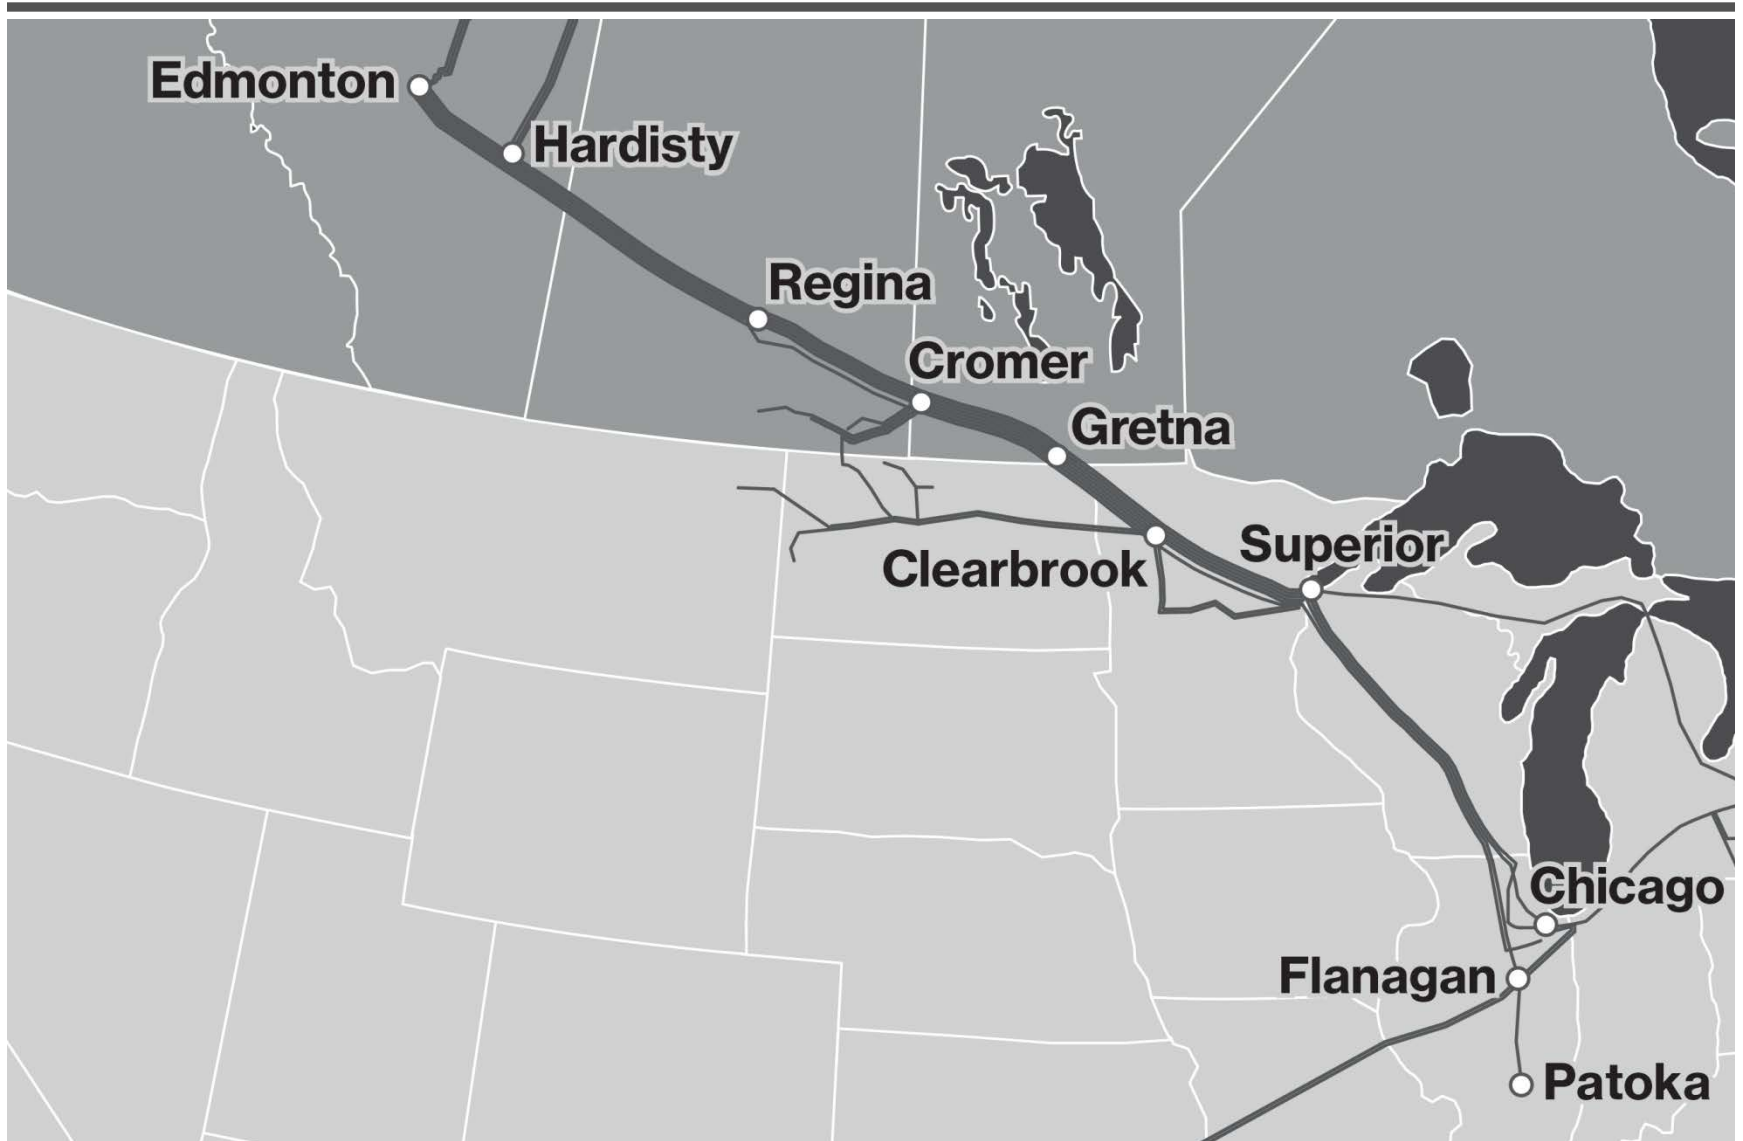 Edmonton
Hardisty
Regina
Cromer
Gretna
Superior
Clearbrook
Chicago
Flanagan
Patoka